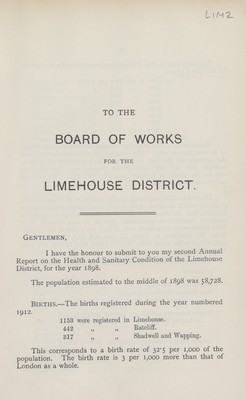 LIM2
TO THE
BOARD OF WORKS
FOR THE
LIMEHOUSE DISTRICT.
GENTLEMEN,
I have the honour to submit to you my second Annual
Report on the Health and Sanitary Condition of the Limehouse
District, for the year 1898.
The population estimated to the middle of 1898 was 58,728.
BIRTHS.—The births registered during the year numbered
1912.
1153 were registered in Limehouse.
442 „ „ Ratcliff.
317 „ „ Shadwell and Wapping.
This corresponds to a birth rate of 32·5 per 1,000 of the
population. The birth rate is 3 per 1,000 more than that of
London as a whole.